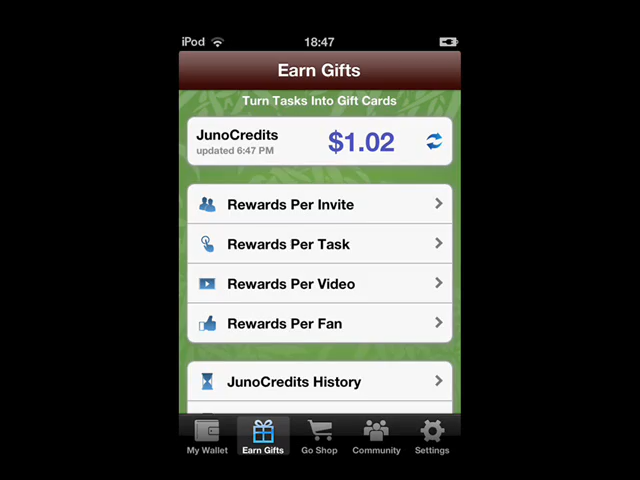 iPod 18:47
Earn Gifts
Turn Tasks Into Gift Cards
JunoCredits $1.02
updated 6:47 PM
Rewards Per Invite
Rewards Per Task
Rewards Per Video
Rewards Per Fan
JunoCredits History
My Wallet Earn Gifts Go Shop Community Settings